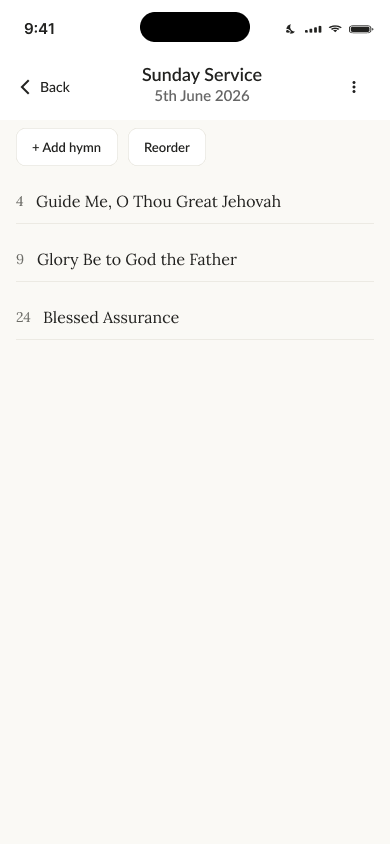 9:41
Back
Sunday Service
5th June 2026
+ Add hymn
Reorder
4 Guide Me, O Thou Great Jehovah
9 Glory Be to God the Father
24 Blessed Assurance